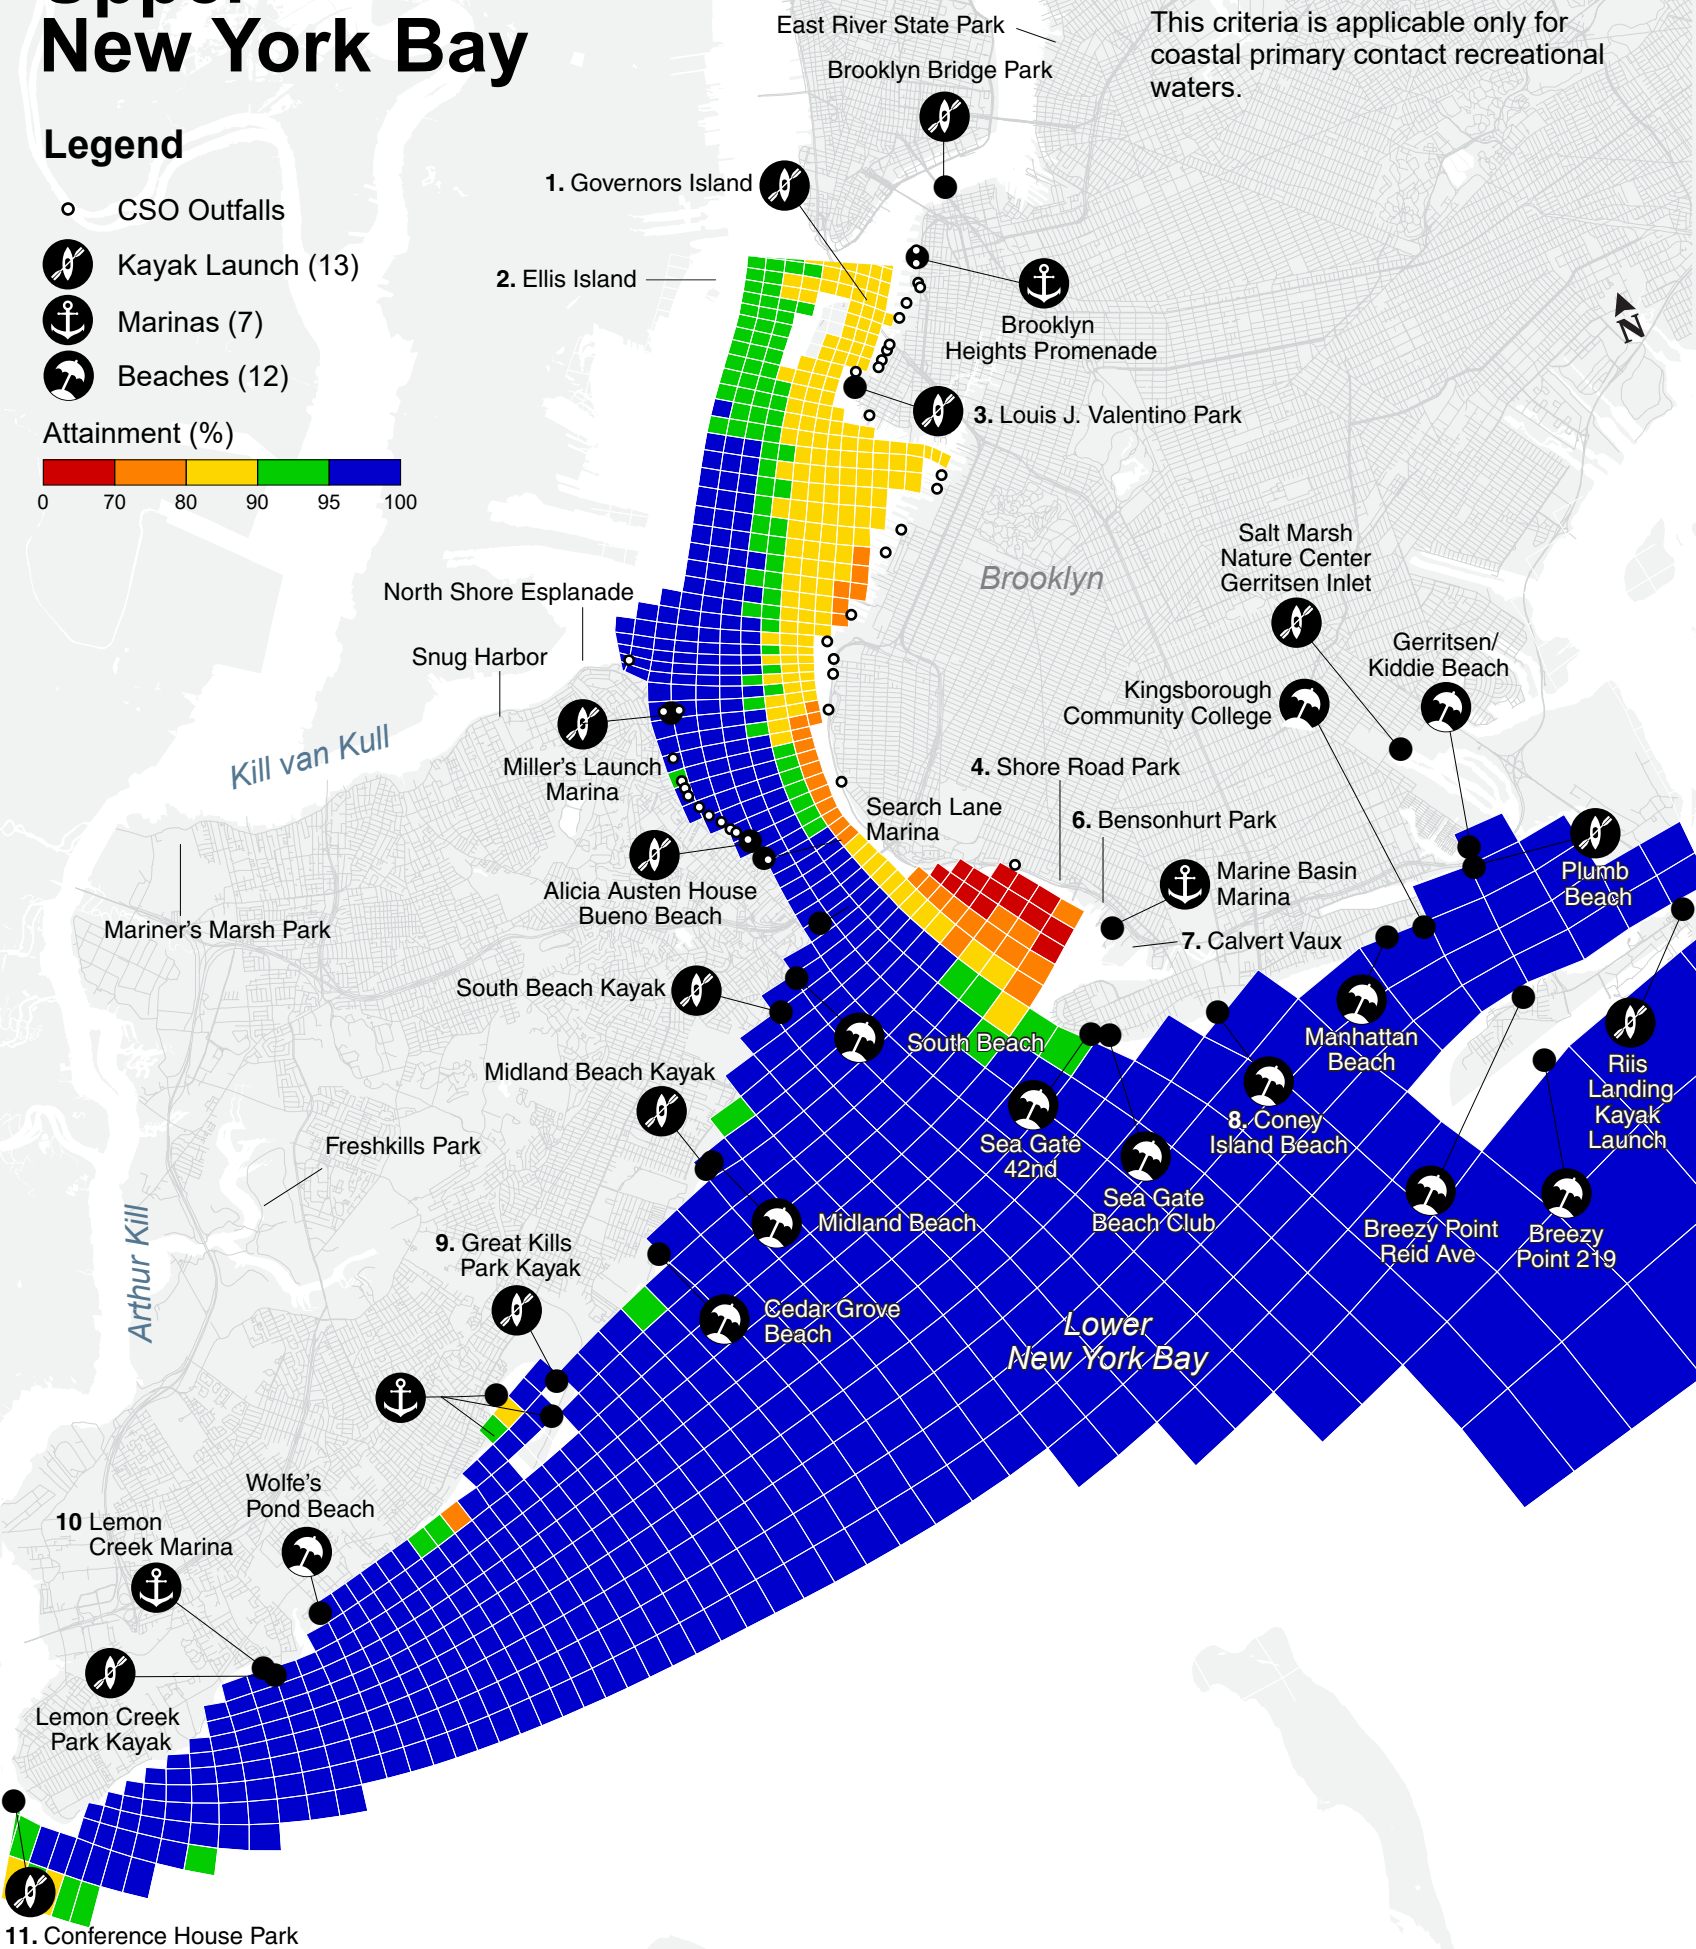 New York Bay
Legend
CSO Outfalls
Kayak Launch (13)
Marinas (7)
Beaches (12)
Attainment (%)
0 70 80 90 95 100
This criteria is applicable only for
coastal primary contact recreational
waters.
East River State Park
Brooklyn Bridge Park
1. Governors Island
2. Ellis Island
Brooklyn
Heights Promenade
N
3. Louis J. Valentino Park
Brooklyn
Salt Marsh
Nature Center
Gerritsen Inlet
Gerritsen/
Kiddie Beach
Kingsborough
Community College
North Shore Esplanade
Snug Harbor
Kill van Kull
Miller's Launch
Marina
4. Shore Road Park
Search Lane
Marina
6. Bensonhurt Park
Marine Basin
Marina
Plumb
Beach
Alicia Austen House
Bueno Beach
Mariner's Marsh Park
7. Calvert Vaux
South Beach Kayak
South Beach
Manhattan
Beach
Riis
Landing
Kayak
Launch
Midland Beach Kayak
Sea Gate
42nd
8. Coney
Island Beach
Freshkills Park
Sea Gate
Beach Club
Midland Beach
Breezy Point
Reid Ave
Breezy
Point 219
Arthur Kill
9. Great Kills
Park Kayak
Cedar Grove
Beach
Lower
New York Bay
Wolfe's
Pond Beach
10 Lemon
Creek Marina
Lemon Creek
Park Kayak
11. Conference House Park